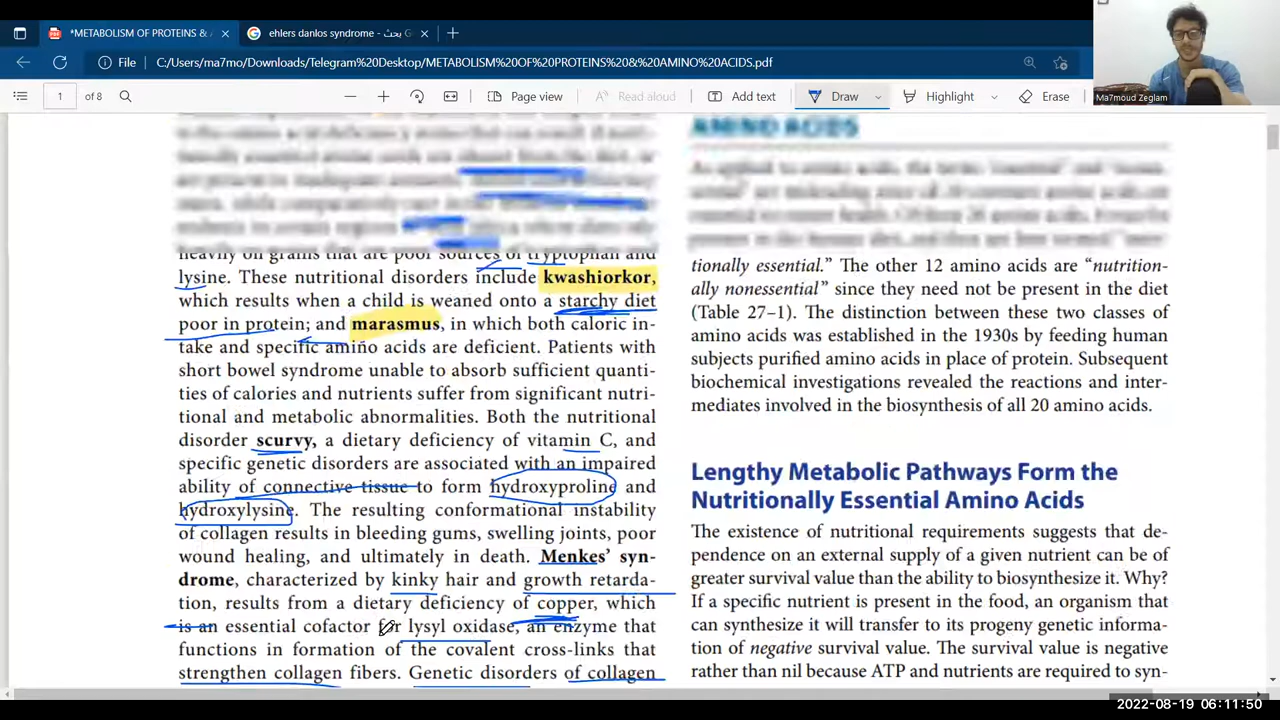 *METABOLISM OF PROTEINS & A
ehlers danlos syndrome - بحث G
File
C:/Users/ma7mo/Downloads/Telegram%20Desktop/METABOLISM%20OF%20PROTEINS%20&%20AMINO%20ACIDS.pdf
1 of 8
Page view
Read aloud
Add text
Draw
Highlight
Erase
Ma7moud Zeglam
heavily on grains that are poor sources of tryptophan and
lysine. These nutritional disorders include kwashiorkor,
which results when a child is weaned onto a starchy diet
poor in protein; and marasmus, in which both caloric in-
take and specific amino acids are deficient. Patients with
short bowel syndrome unable to absorb sufficient quanti-
ties of calories and nutrients suffer from significant nutri-
tional and metabolic abnormalities. Both the nutritional
disorder scurvy, a dietary deficiency of vitamin C, and
specific genetic disorders are associated with an impaired
ability of connective tissue to form hydroxyproline and
hydroxylysine. The resulting conformational instability
of collagen results in bleeding gums, swelling joints, poor
wound healing, and ultimately in death. Menkes' syn-
drome, characterized by kinky hair and growth retarda-
tion, results from a dietary deficiency of copper, which
is an essential cofactor for lysyl oxidase, an enzyme that
functions in formation of the covalent cross-links that
strengthen collagen fibers. Genetic disorders of collagen
AMINO ACIDS
tionally essential.” The other 12 amino acids are “nutrition-
ally nonessential” since they need not be present in the diet
(Table 27–1). The distinction between these two classes of
amino acids was established in the 1930s by feeding human
subjects purified amino acids in place of protein. Subsequent
biochemical investigations revealed the reactions and inter-
mediates involved in the biosynthesis of all 20 amino acids.
Lengthy Metabolic Pathways Form the
Nutritionally Essential Amino Acids
The existence of nutritional requirements suggests that de-
pendence on an external supply of a given nutrient can be of
greater survival value than the ability to biosynthesize it. Why?
If a specific nutrient is present in the food, an organism that
can synthesize it will transfer to its progeny genetic informa-
tion of negative survival value. The survival value is negative
rather than nil because ATP and nutrients are required to syn-
2022-08-19 06:11:50